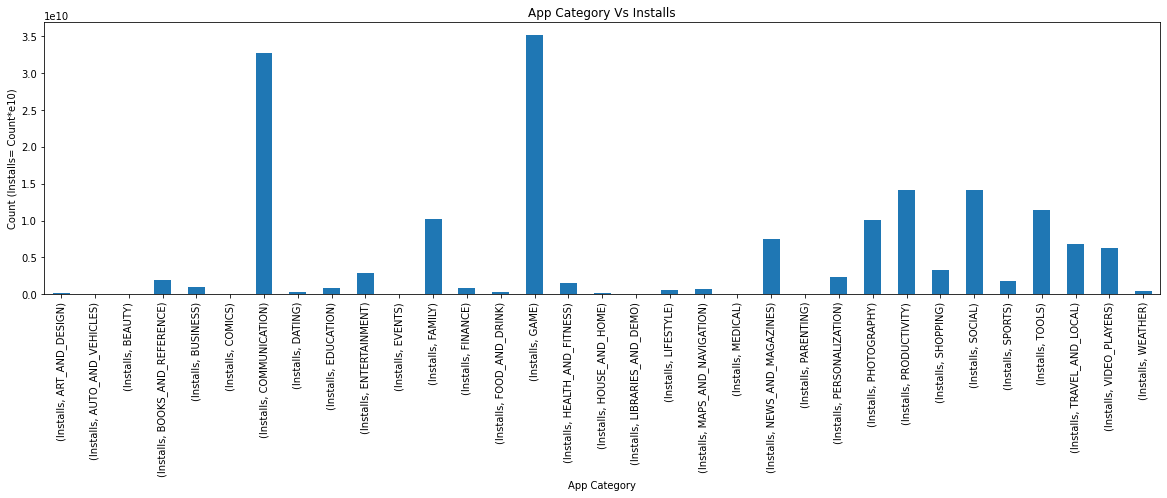 App Category Vs Installs
1e10
3.5
3.0
2.5
2.0
1.5
1.0
0.5
0.0
Count (Installs= Count*e10)
(Installs, ART_AND_DESIGN)
(Installs, AUTO_AND_VEHICLES)
(Installs, BEAUTY)
(Installs, BOOKS_AND_REFERENCE)
(Installs, BUSINESS)
(Installs, COMICS)
(Installs, COMMUNICATION)
(Installs, DATING)
(Installs, EDUCATION)
(Installs, ENTERTAINMENT)
(Installs, EVENTS)
(Installs, FAMILY)
(Installs, FINANCE)
(Installs, FOOD_AND_DRINK)
(Installs, GAME)
(Installs, HEALTH_AND_FITNESS)
(Installs, HOUSE_AND_HOME)
(Installs, LIBRARIES_AND_DEMO)
(Installs, LIFESTYLE)
(Installs, MAPS_AND_NAVIGATION)
(Installs, MEDICAL)
(Installs, NEWS_AND_MAGAZINES)
(Installs, PARENTING)
(Installs, PERSONALIZATION)
(Installs, PHOTOGRAPHY)
(Installs, PRODUCTIVITY)
(Installs, SHOPPING)
(Installs, SOCIAL)
(Installs, SPORTS)
(Installs, TOOLS)
(Installs, TRAVEL_AND_LOCAL)
(Installs, VIDEO_PLAYERS)
(Installs, WEATHER)
App Category